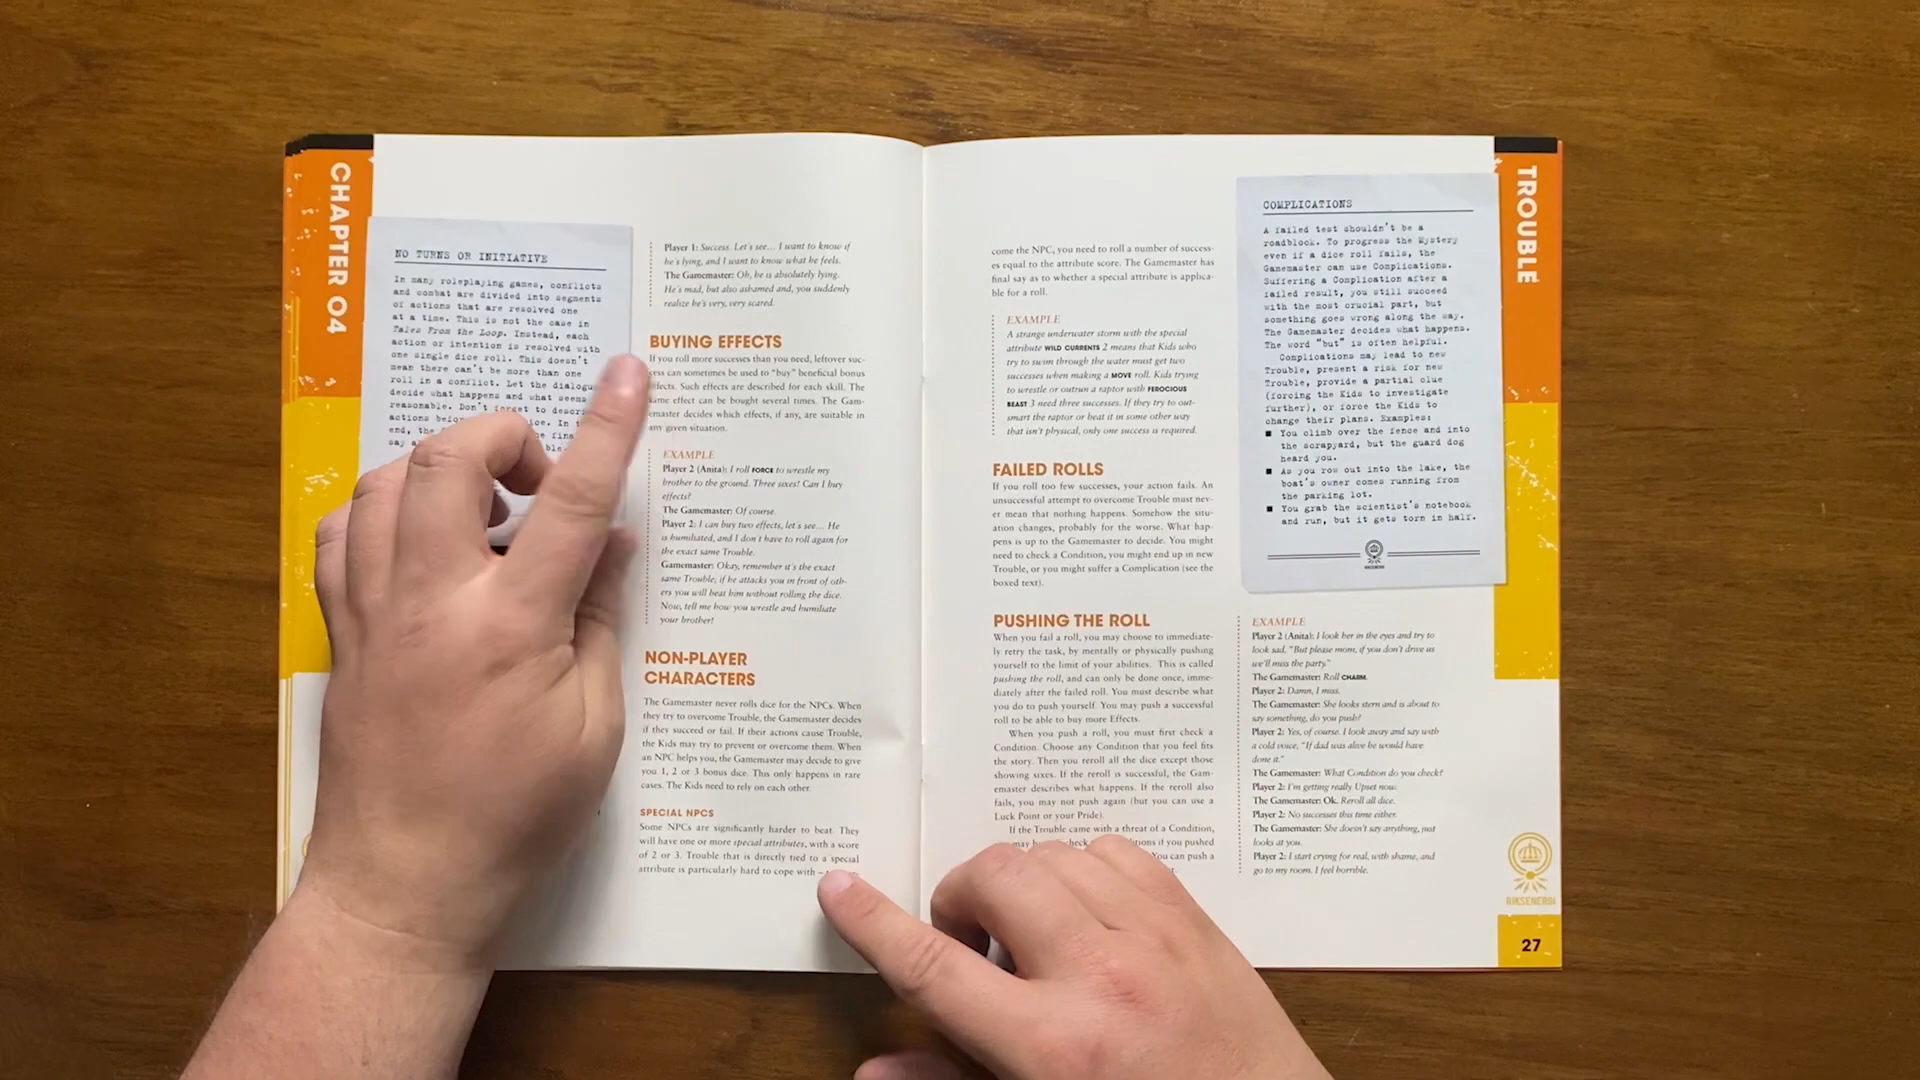 CHAPTER 04
NO TURNS OR INITIATIVE
In many roleplaying games, conflicts
and combat are divided into segments
of actions that are resolved one
at a time. This is not the case in
Tales From the Loop. Instead, each
action or intention is resolved with
one single dice roll. This doesn't
mean there can't be more than one
roll in a conflict. Let the dialogue
decide what happens and what seems
reasonable. Don't forget to
actions
end, the
say
Player 1: Success. Let's see... I want to know if
he's lying, and I want to know what he feels.
The Gamemaster: Oh, he is absolutely lying.
He's mad, but also ashamed and, you suddenly
realize he's very, very scared.
BUYING EFFECTS
If you roll more successes than you need, leftover suc-
cess can sometimes be used to "buy" beneficial bonus
effects. Such effects are described for each skill. The
same effect can be bought several times. The Gam-
emaster decides which effects, if any, are suitable in
any given situation.
EXAMPLE
Player 2 (Anita): I roll FORCE to wrestle my
brother to the ground. Three sixes! Can I buy
effects?
The Gamemaster: Of course.
Player 2: I can buy two effects, let's see... He
is humiliated, and I don't have to roll again for
the exact same Trouble.
Gamemaster: Okay, remember it's the exact
same Trouble; if he attacks you in front of oth-
ers you will beat him without rolling the dice.
Now, tell me how you wrestle and humiliate
your brother!
NON-PLAYER
CHARACTERS
The Gamemaster never rolls dice for the NPCs. When
they try to overcome Trouble, the Gamemaster decides
if they succeed or fail. If their actions cause Trouble,
the Kids may try to prevent or overcome them. When
an NPC helps you, the Gamemaster may decide to give
you 1, 2 or 3 bonus dice. This only happens in rare
cases. The Kids need to rely on each other.
SPECIAL NPCS
Some NPCs are significantly harder to beat. They
will have one or more special attributes, with a score
of 2 or 3. Trouble that is directly tied to a special
attribute is particularly hard to cope with –
come the NPC, you need to roll a number of success-
es equal to the attribute score. The Gamemaster has
final say as to whether a special attribute is applica-
ble for a roll.
EXAMPLE
A strange underwater storm with the special
attribute WILD CURRENTS 2 means that Kids who
try to swim through the water must get two
successes when making a MOVE roll. Kids trying
to wrestle or outrun a raptor with FEROCIOUS
BEAST 3 need three successes. If they try to out-
smart the raptor or beat it in some other way
that isn't physical, only one success is required.
FAILED ROLLS
If you roll too few successes, your action fails. An
unsuccessful attempt to overcome Trouble must nev-
er mean that nothing happens. Somehow the situ-
ation changes, probably for the worse. What hap-
pens is up to the Gamemaster to decide. You might
need to check a Condition, you might end up in new
Trouble, or you might suffer a Complication (see the
boxed text).
PUSHING THE ROLL
When you fail a roll, you may choose to immediate-
ly retry the task, by mentally or physically pushing
yourself to the limit of your abilities. This is called
pushing the roll, and can only be done once, imme-
diately after the failed roll. You must describe what
you do to push yourself. You may push a successful
roll to be able to buy more Effects.
When you push a roll, you must first check a
Condition. Choose any Condition that you feel fits
the story. Then you reroll all the dice except those
showing sixes. If the reroll is successful, the Gam-
emaster describes what happens. If the reroll also
fails, you may not push again (but you can use a
Luck Point or your Pride).
If the Trouble came with a threat of a Condition,
may check if you pushed
You can push a
TROUBLE
COMPLICATIONS
A failed test shouldn't be a
roadblock. To progress the Mystery
even if a dice roll fails, the
Gamemaster can use Complications.
Suffering a Complication after a
failed result, you still succeed
with the most crucial part, but
something goes wrong along the way.
The Gamemaster decides what happens.
The word "but" is often helpful.
Complications may lead to new
Trouble, present a risk for new
Trouble, provide a partial clue
(forcing the Kids to investigate
further), or force the Kids to
change their plans. Examples:
■ You climb over the fence and into
the scrapyard, but the guard dog
heard you.
■ As you row out into the lake, the
boat's owner comes running from
the parking lot.
■ You grab the scientist's notebook
and run, but it gets torn in half.
RIKSENERGI
EXAMPLE
Player 2 (Anita): I look her in the eyes and try to
look sad. "But please mom, if you don't drive us
we'll miss the party."
The Gamemaster: Roll CHARM.
Player 2: Damn, I miss.
The Gamemaster: She looks stern and is about to
say something, do you push?
Player 2: Yes, of course. I look away and say with
a cold voice, "If dad was alive he would have
done it."
The Gamemaster: What Condition do you check?
Player 2: I'm getting really Upset now.
The Gamemaster: Ok. Reroll all dice.
Player 2: No successes this time either.
The Gamemaster: She doesn't say anything, just
looks at you.
Player 2: I start crying for real, with shame, and
go to my room. I feel horrible.
RIKSENERGI
27